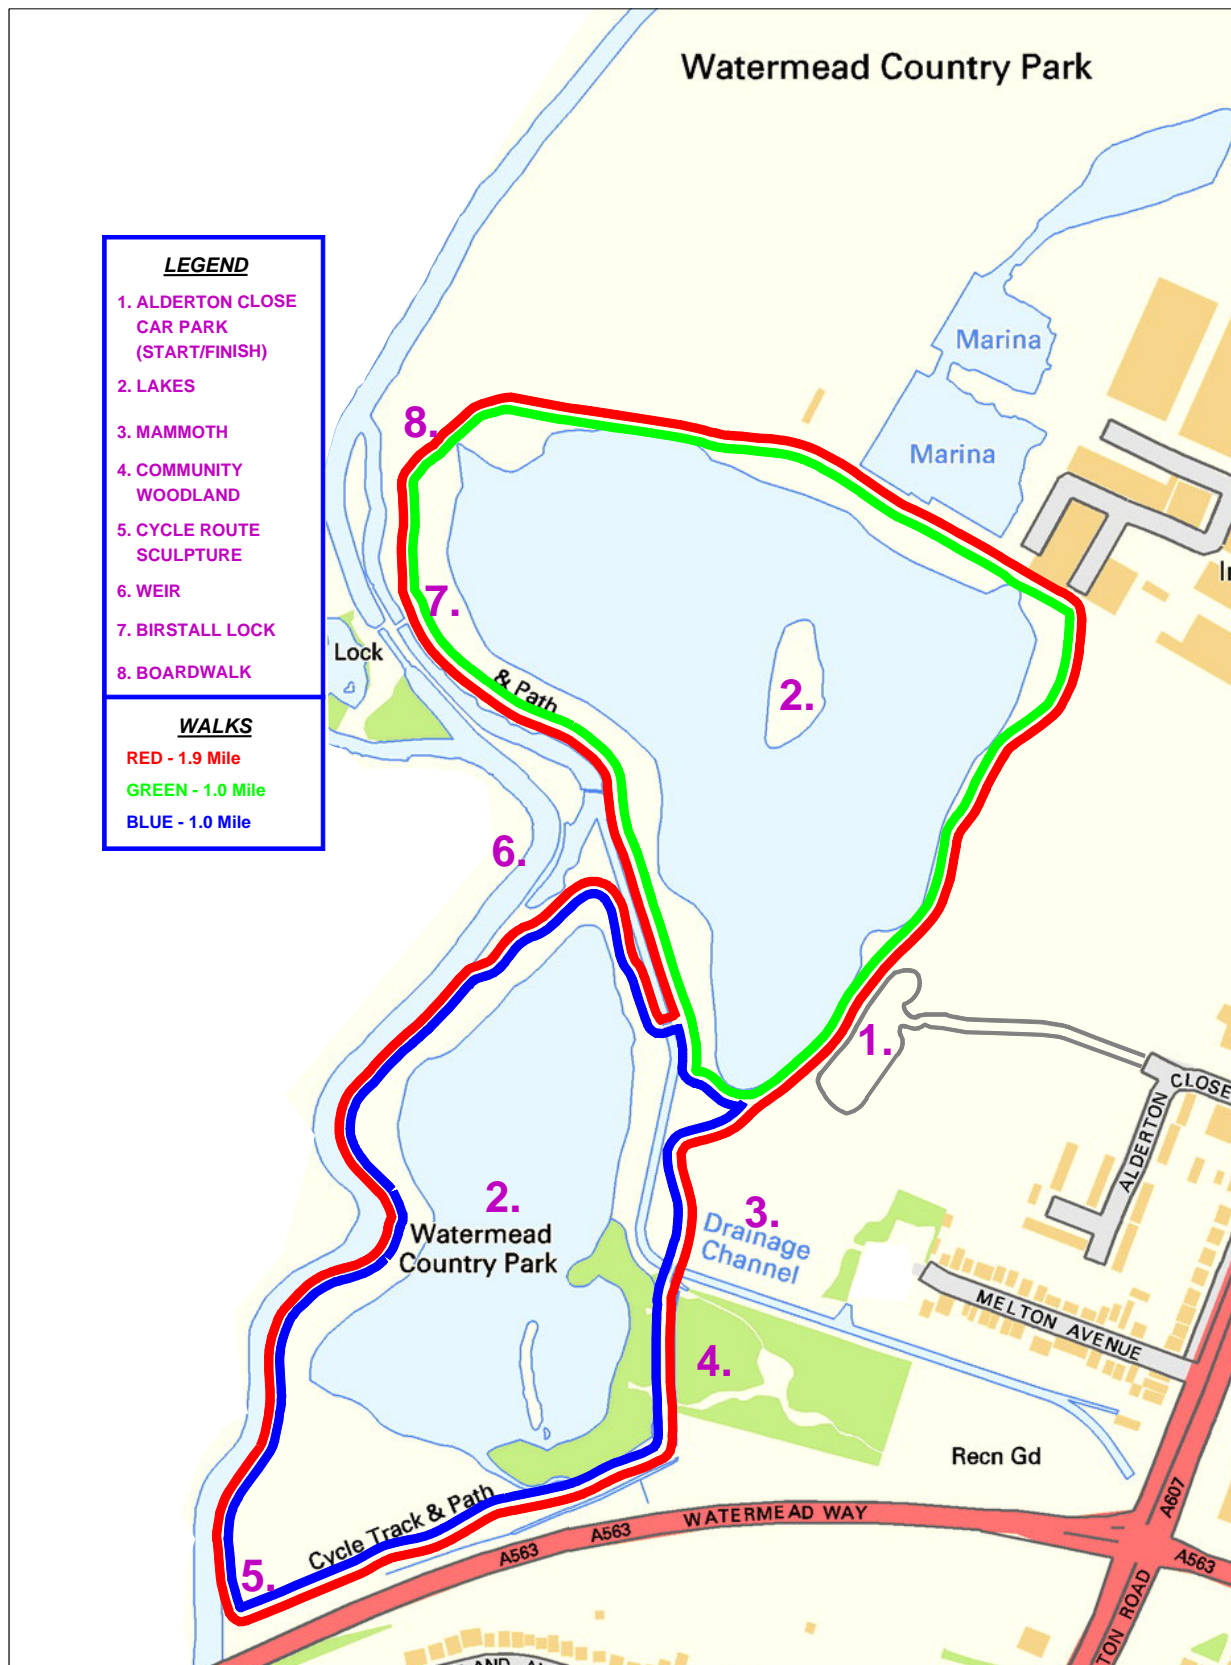 Watermead Country Park
LEGEND
1. ALDERTON CLOSE
CAR PARK
(START/FINISH)
2. LAKES
3. MAMMOTH
4. COMMUNITY
WOODLAND
5. CYCLE ROUTE
SCULPTURE
6. WEIR
7. BIRSTALL LOCK
8. BOARDWALK
WALKS
RED - 1.9 Mile
GREEN - 1.0 Mile
BLUE - 1.0 Mile
Marina
Marina
8.
7.
Lock
& Path
2.
6.
1.
CLOSE
ALDERTON
2.
Watermead
Country Park
3.
Drainage
Channel
MELTON AVENUE
4.
Recn Gd
Cycle Track & Path
5.
A563
A563
WATERMEAD WAY
A607
A563
TON ROAD